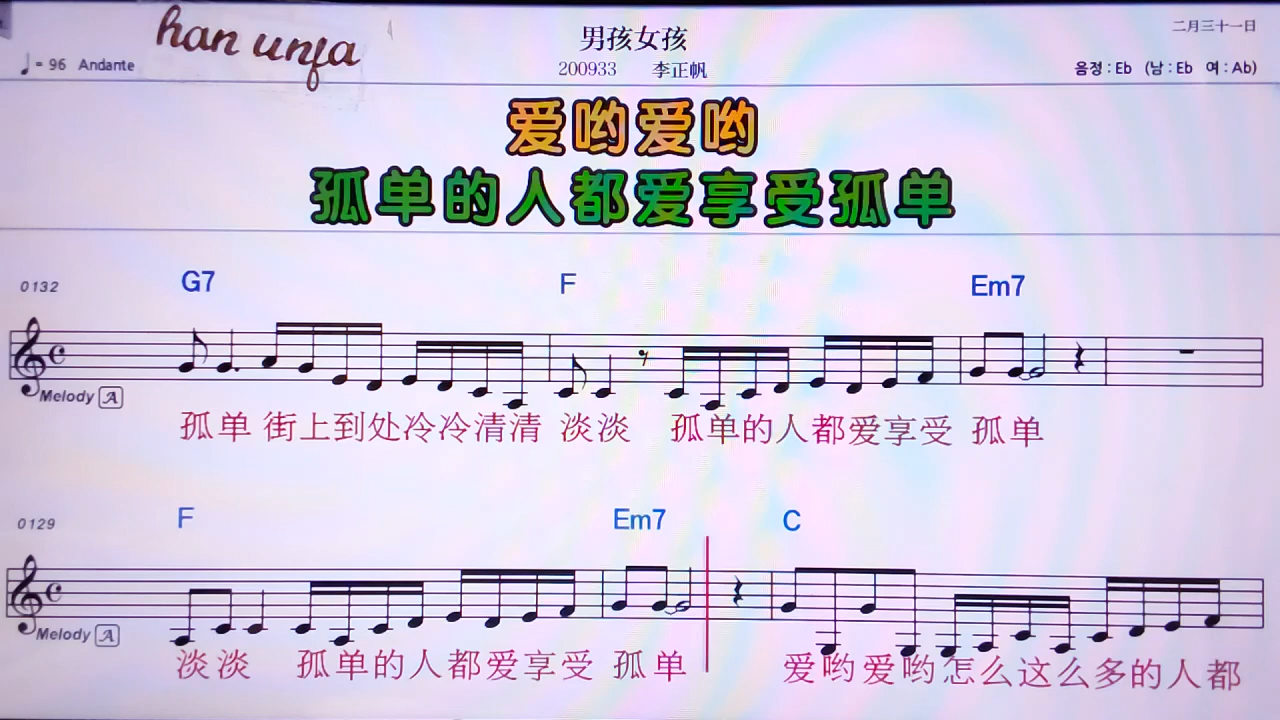 han unfa
男孩女孩
二月三十一日
♩= 96 Andante
200933 李正帆
음정 : Eb (남 : Eb 여 : Ab)
爱哟爱哟
孤单的人都爱享受孤单
0132 G7 F Em7
Melody A
孤单 街上到处冷冷清清 淡淡 孤单的人都爱享受 孤单
0129 F Em7 C
Melody A
淡淡 孤单的人都爱享受 孤单 爱哟爱哟怎么这么多的人都